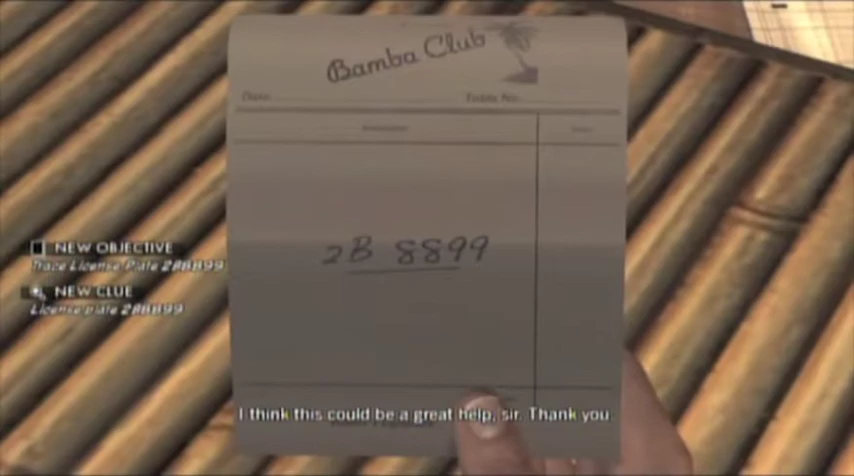 Bamba Club
Date
Table No.
2B 8899
NEW OBJECTIVE
Trace License Plate 2B8899
NEW CLUE
License plate 2B8899
I think this could be a great help, sir. Thank you.